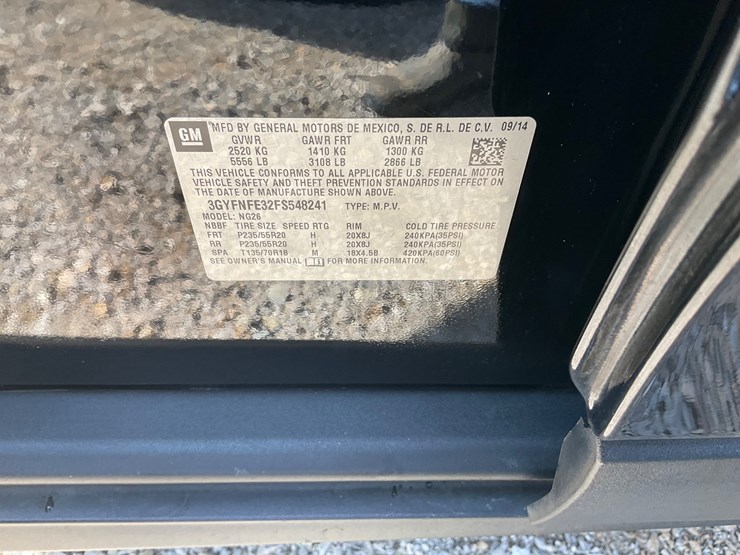 GM
MFD BY GENERAL MOTORS DE MEXICO, S. DE R.L. DE C.V. 09/14
GVWR GAWR FRT GAWR RR
2520 KG 1410 KG 1300 KG
5556 LB 3108 LB 2866 LB
THIS VEHICLE CONFORMS TO ALL APPLICABLE U.S. FEDERAL MOTOR
VEHICLE SAFETY AND THEFT PREVENTION STANDARDS IN EFFECT ON
THE DATE OF MANUFACTURE SHOWN ABOVE.
3GYFNFE32FS548241 TYPE: M.P.V.
MODEL: NG26
NBBF TIRE SIZE SPEED RTG RIM COLD TIRE PRESSURE
FRT P235/55R20 H 20X8J 240KPA(35PSI)
RR P235/55R20 H 20X8J 240KPA(35PSI)
SPA T135/70R18 M 18X4.5B 420KPA(60PSI)
SEE OWNER'S MANUAL FOR MORE INFORMATION.